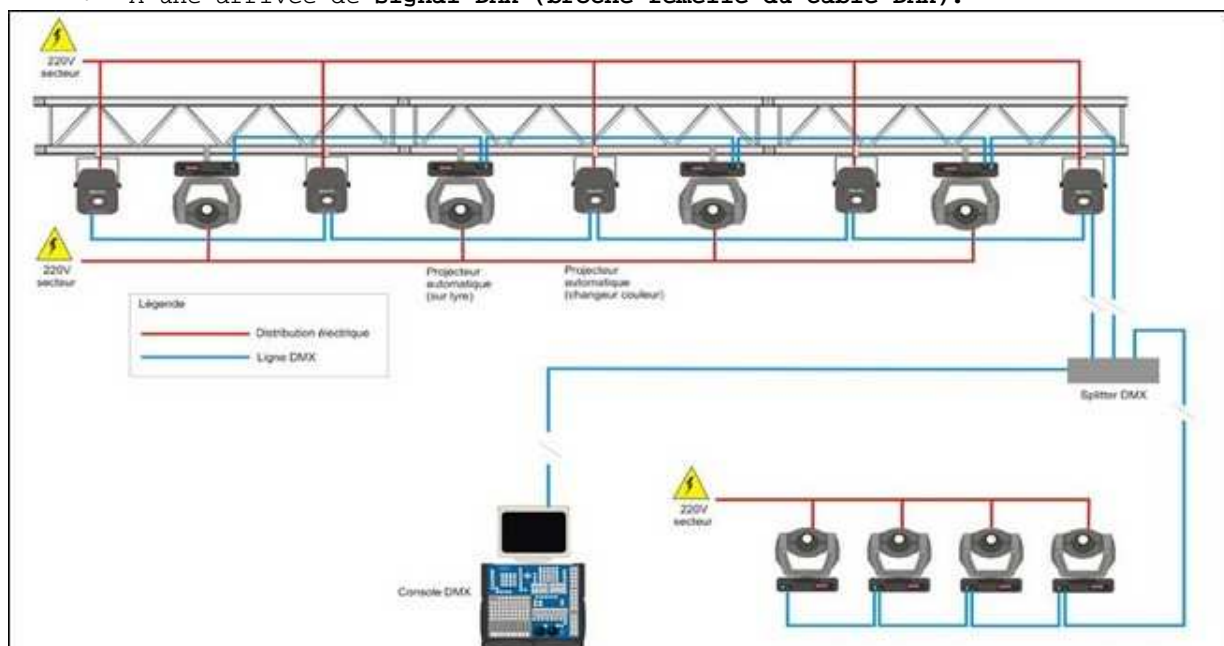 A une arrivée de Signal DMX (broche femelle du câble DMX).
220V
secteur
220V
secteur
Projecteur
automatique
(sur lyre)
Projecteur
automatique
(changeur couleur)
Légende
Distribution électrique
Ligne DMX
Splitter DMX
220V
secteur
Console DMX